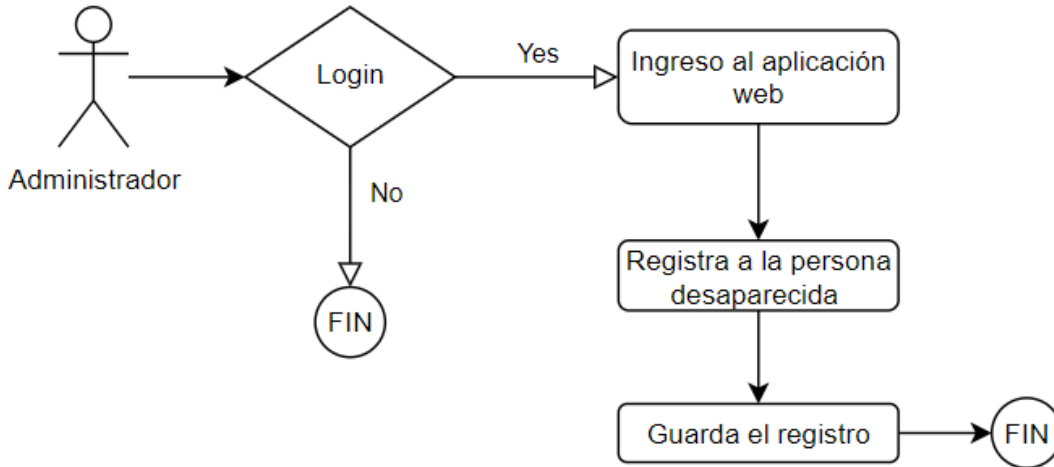 Login
Yes
Ingreso al aplicación
web
Administrador
No
Registra a la persona
desaparecida
FIN
Guarda el registro
FIN